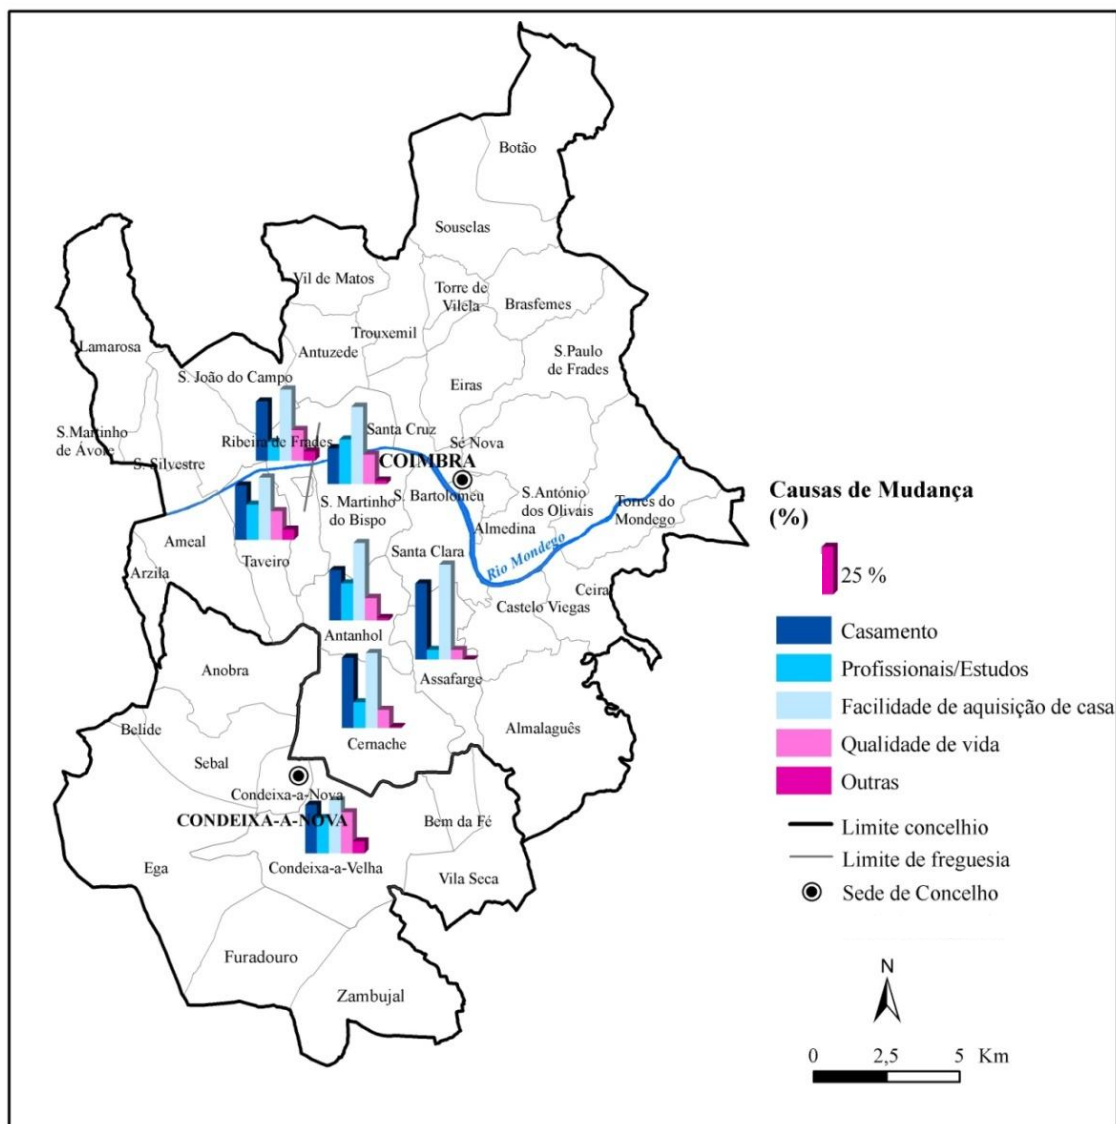 Botão
Souselas
Vil de Matos
Torre de
Vilela
Brasfemes
Trouxemil
Lamarosa
Antuzede
S.Paulo
de Frades
S. João do Campo
Eiras
S.Martinho
de Ávore
Ribeira de Frades
Santa Cruz
Sé Nova
S. Silvestre
COIMBRA
S. Martinho
do Bispo
S. Bartolomeu
S.António
dos Olivais
Torres do
Mondego
Almedina
Ameal
Taveiro
Santa Clara
Rio Mondego
Arzila
Ceira
Castelo Viegas
Antanhol
Anobra
Assafarge
Belide
Cernache
Almalaguês
Sebal
Condeixa-a-Nova
CONDEIXA-A-NOVA
Bem da Fé
Ega
Condeixa-a-Velha
Vila Seca
Furadouro
Zambujal
Causas de Mudança
(%)
25 %
Casamento
Profissionais/Estudos
Facilidade de aquisição de casa
Qualidade de vida
Outras
Limite concelhio
Limite de freguesia
Sede de Concelho
N
0 2,5 5 Km